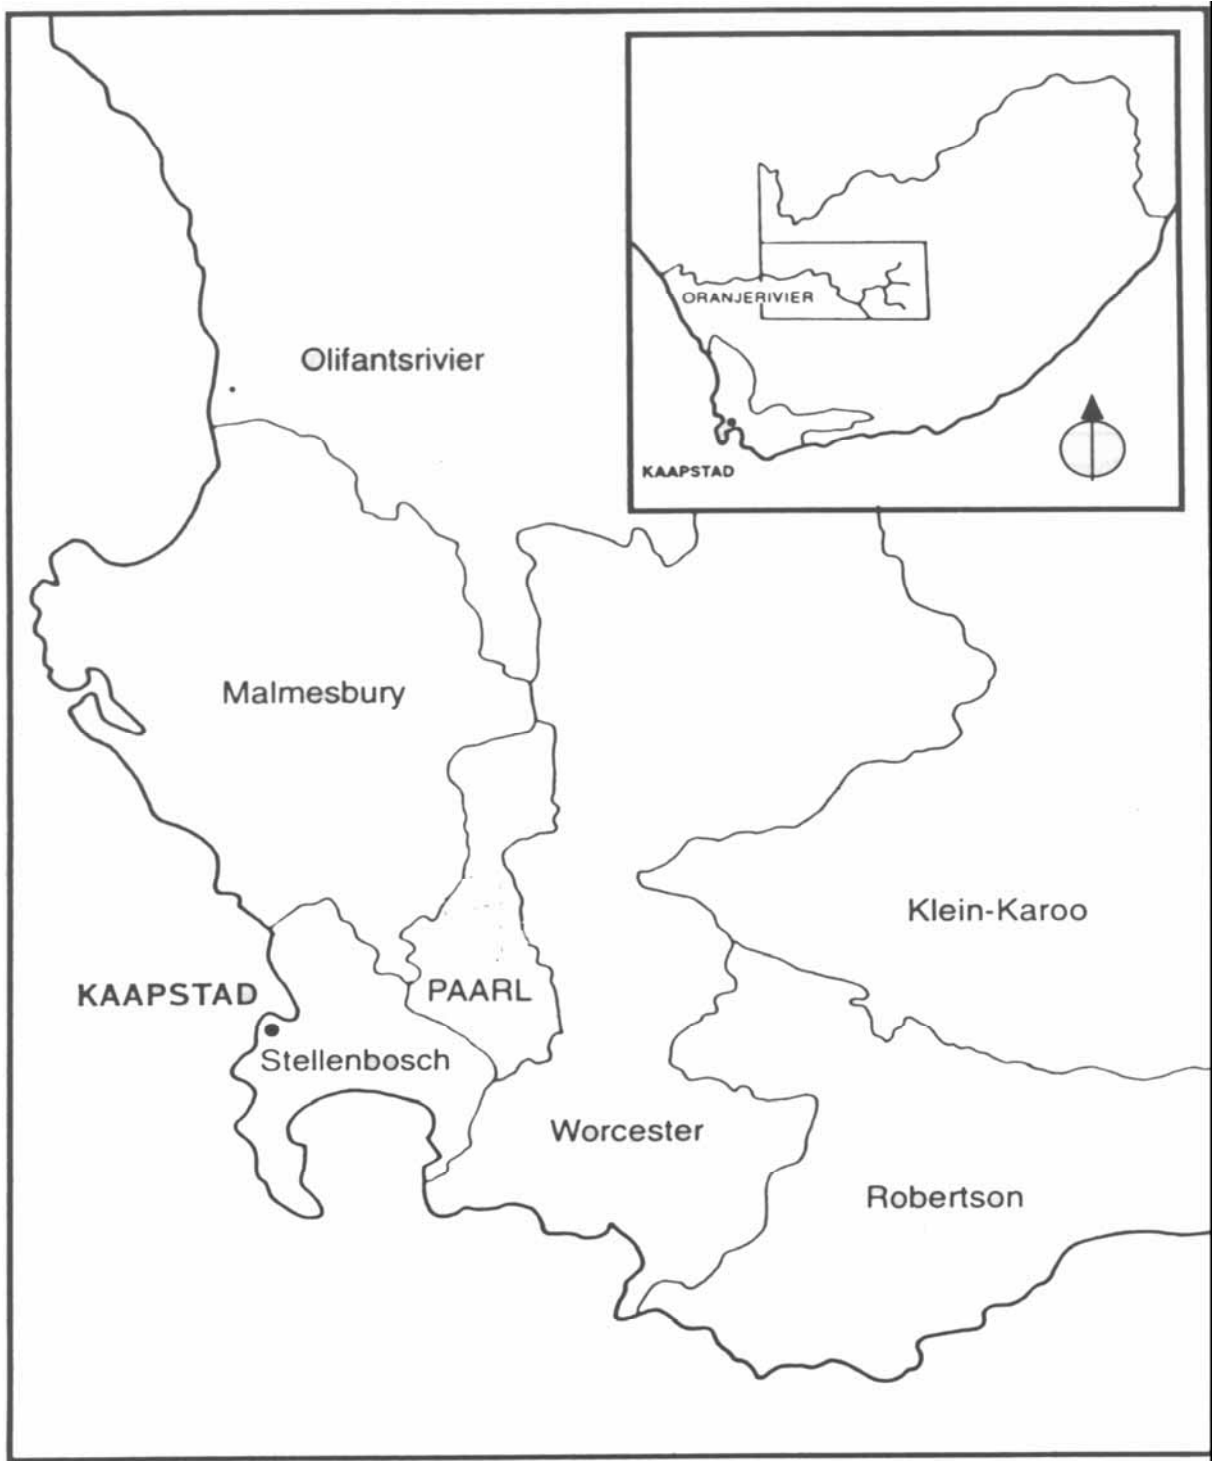 ORANJERIVIER
KAAPSTAD
Olifantsrivier
Malmesbury
Klein-Karoo
KAAPSTAD
PAARL
Stellenbosch
Worcester
Robertson